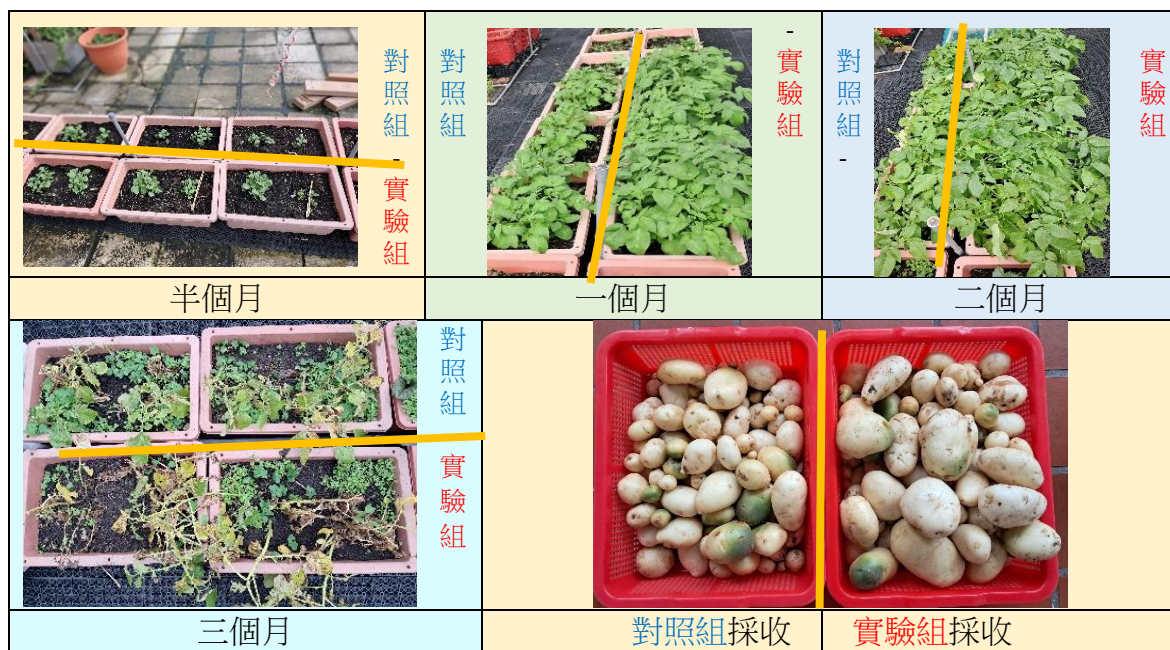 對照組
-
實驗組
對照組
-
實驗組
對照組
-
實驗組
半個月
一個月
二個月
對照組
實驗組
三個月
對照組採收
實驗組採收